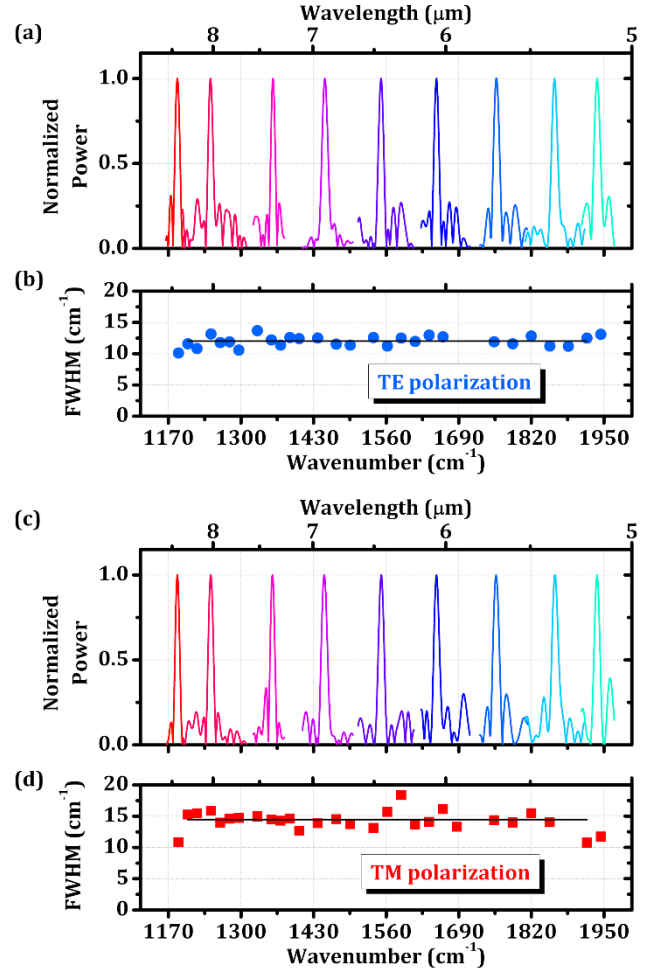 Wavelength (μm)
(a)
8 7 6 5
1.0
0.5
0.0
Normalized
Power
(b)
20
15
10
5
0
FWHM (cm-1)
TE polarization
1170 1300 1430 1560 1690 1820 1950
Wavenumber (cm-1)
Wavelength (μm)
(c)
8 7 6 5
1.0
0.5
0.0
Normalized
Power
(d)
20
15
10
5
0
FWHM (cm-1)
TM polarization
1170 1300 1430 1560 1690 1820 1950
Wavenumber (cm-1)